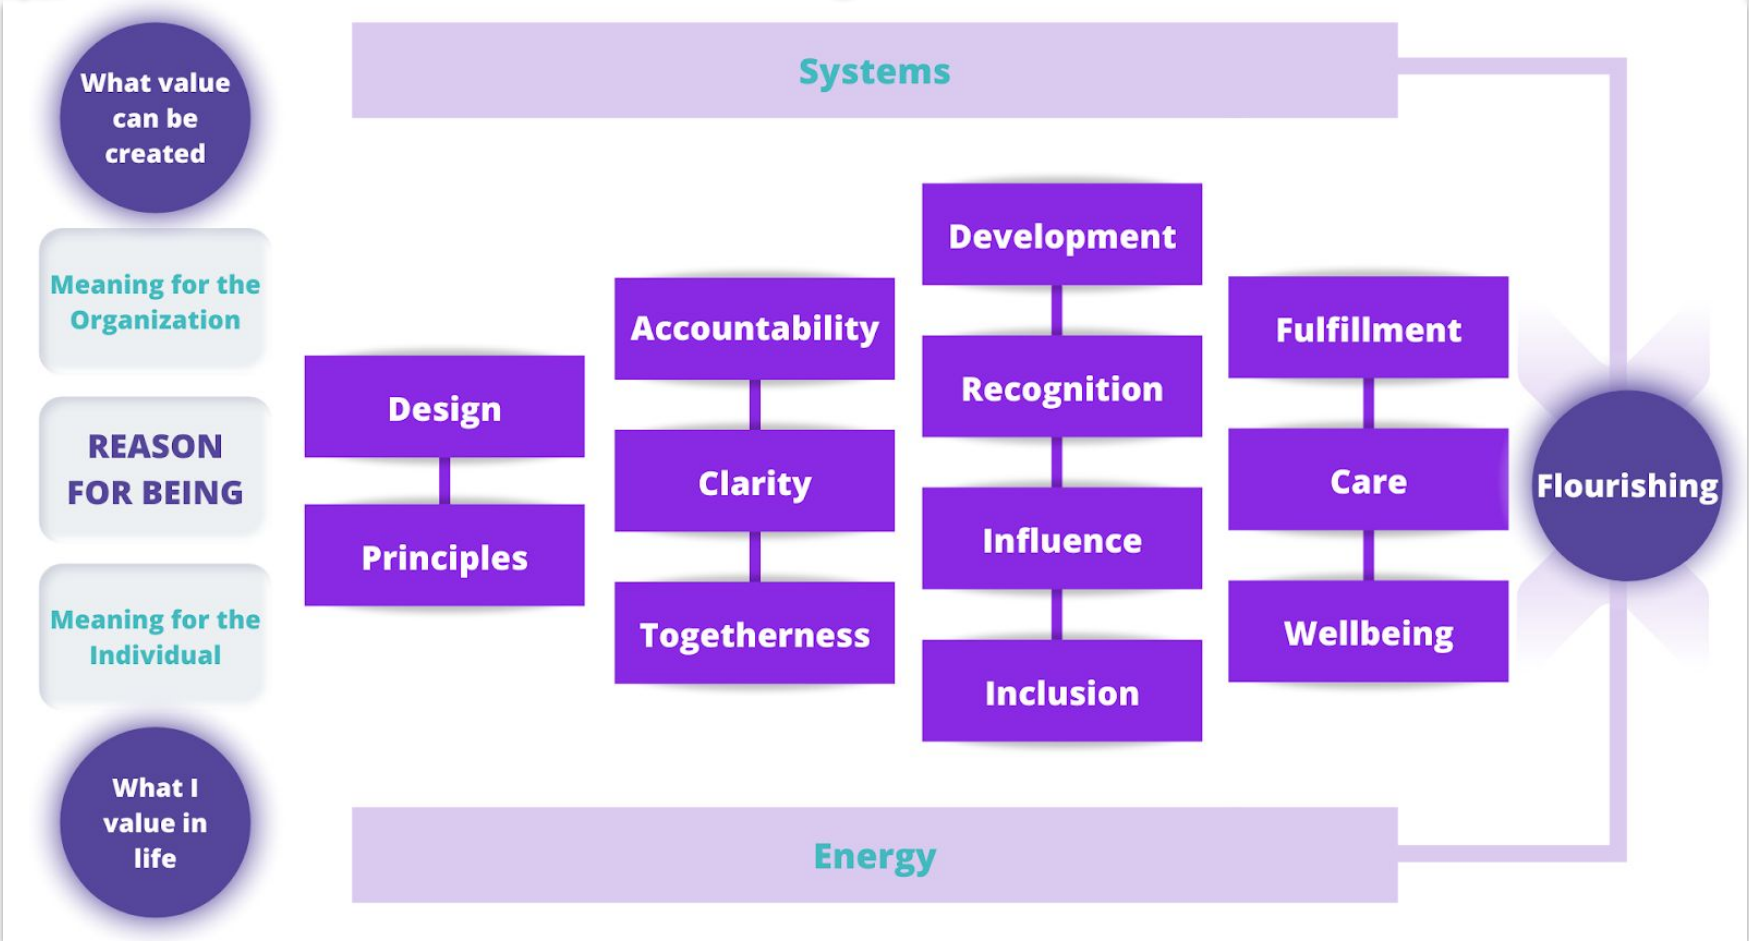 What value
can be
created
Meaning for the
Organization
REASON
FOR BEING
Meaning for the
Individual
What I
value in
life
Systems
Design
Principles
Accountability
Clarity
Togetherness
Development
Recognition
Influence
Inclusion
Fulfillment
Care
Wellbeing
Energy
Flourishing